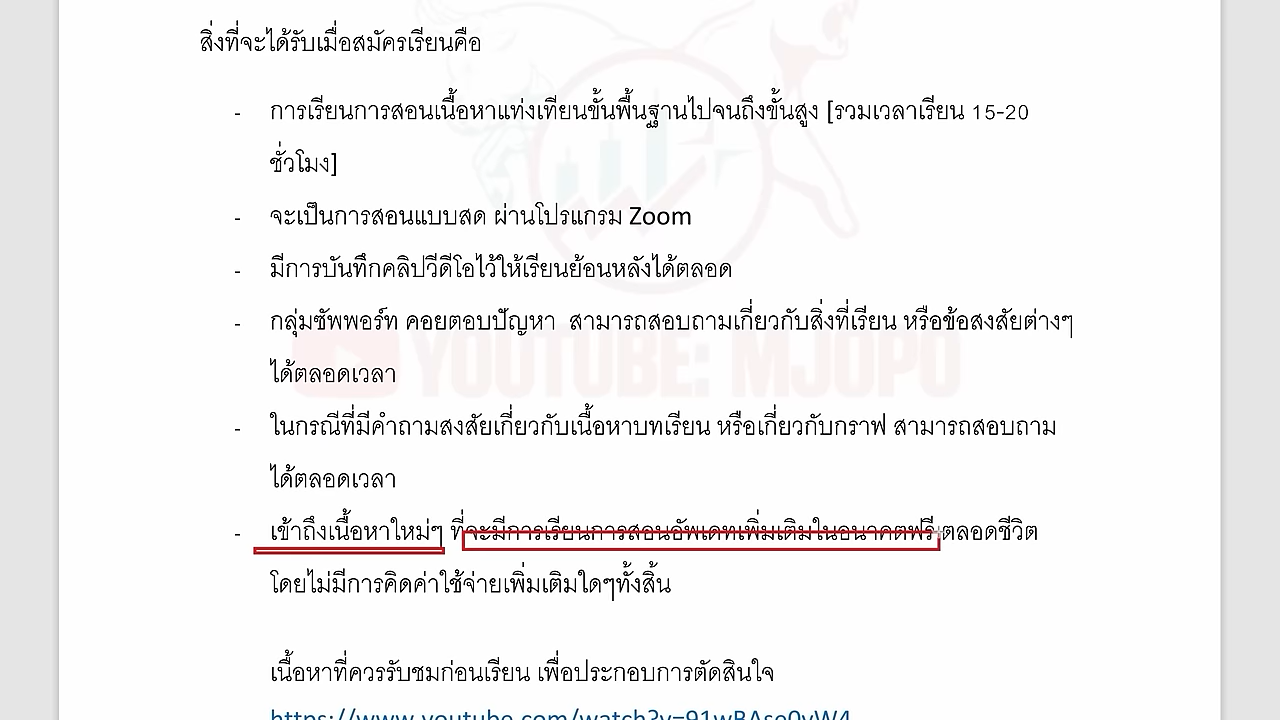 สิ่งที่จะได้รับเมื่อสมัครเรียนคือ
- การเรียนการสอนเนื้อหาแท่งเทียนขั้นพื้นฐานไปจนถึงขั้นสูง [รวมเวลาเรียน 15-20
ชั่วโมง]
- จะเป็นการสอนแบบสด ผ่านโปรแกรม Zoom
- มีการบันทึกคลิปวีดีโอไว้ให้เรียนย้อนหลังได้ตลอด
- กลุ่มซัพพอร์ท คอยตอบปัญหา สามารถสอบถามเกี่ยวกับสิ่งที่เรียน หรือข้อสงสัยต่างๆ
YOUTUBE: MJOPO
ได้ตลอดเวลา
- ในกรณีที่มีคำถามสงสัยเกี่ยวกับเนื้อหาบทเรียน หรือเกี่ยวกับกราฟ สามารถสอบถาม
ได้ตลอดเวลา
- เข้าถึงเนื้อหาใหม่ๆ ที่จะมีการเรียนการสอนอัพเดทเพิ่มเติมในอนาคตฟรีตลอดชีวิต
โดยไม่มีการคิดค่าใช้จ่ายเพิ่มเติมใดๆทั้งสิ้น
เนื้อหาที่ควรรับชมก่อนเรียน เพื่อประกอบการตัดสินใจ
https://www.youtube.com/watch?v=91wBAse0vW4